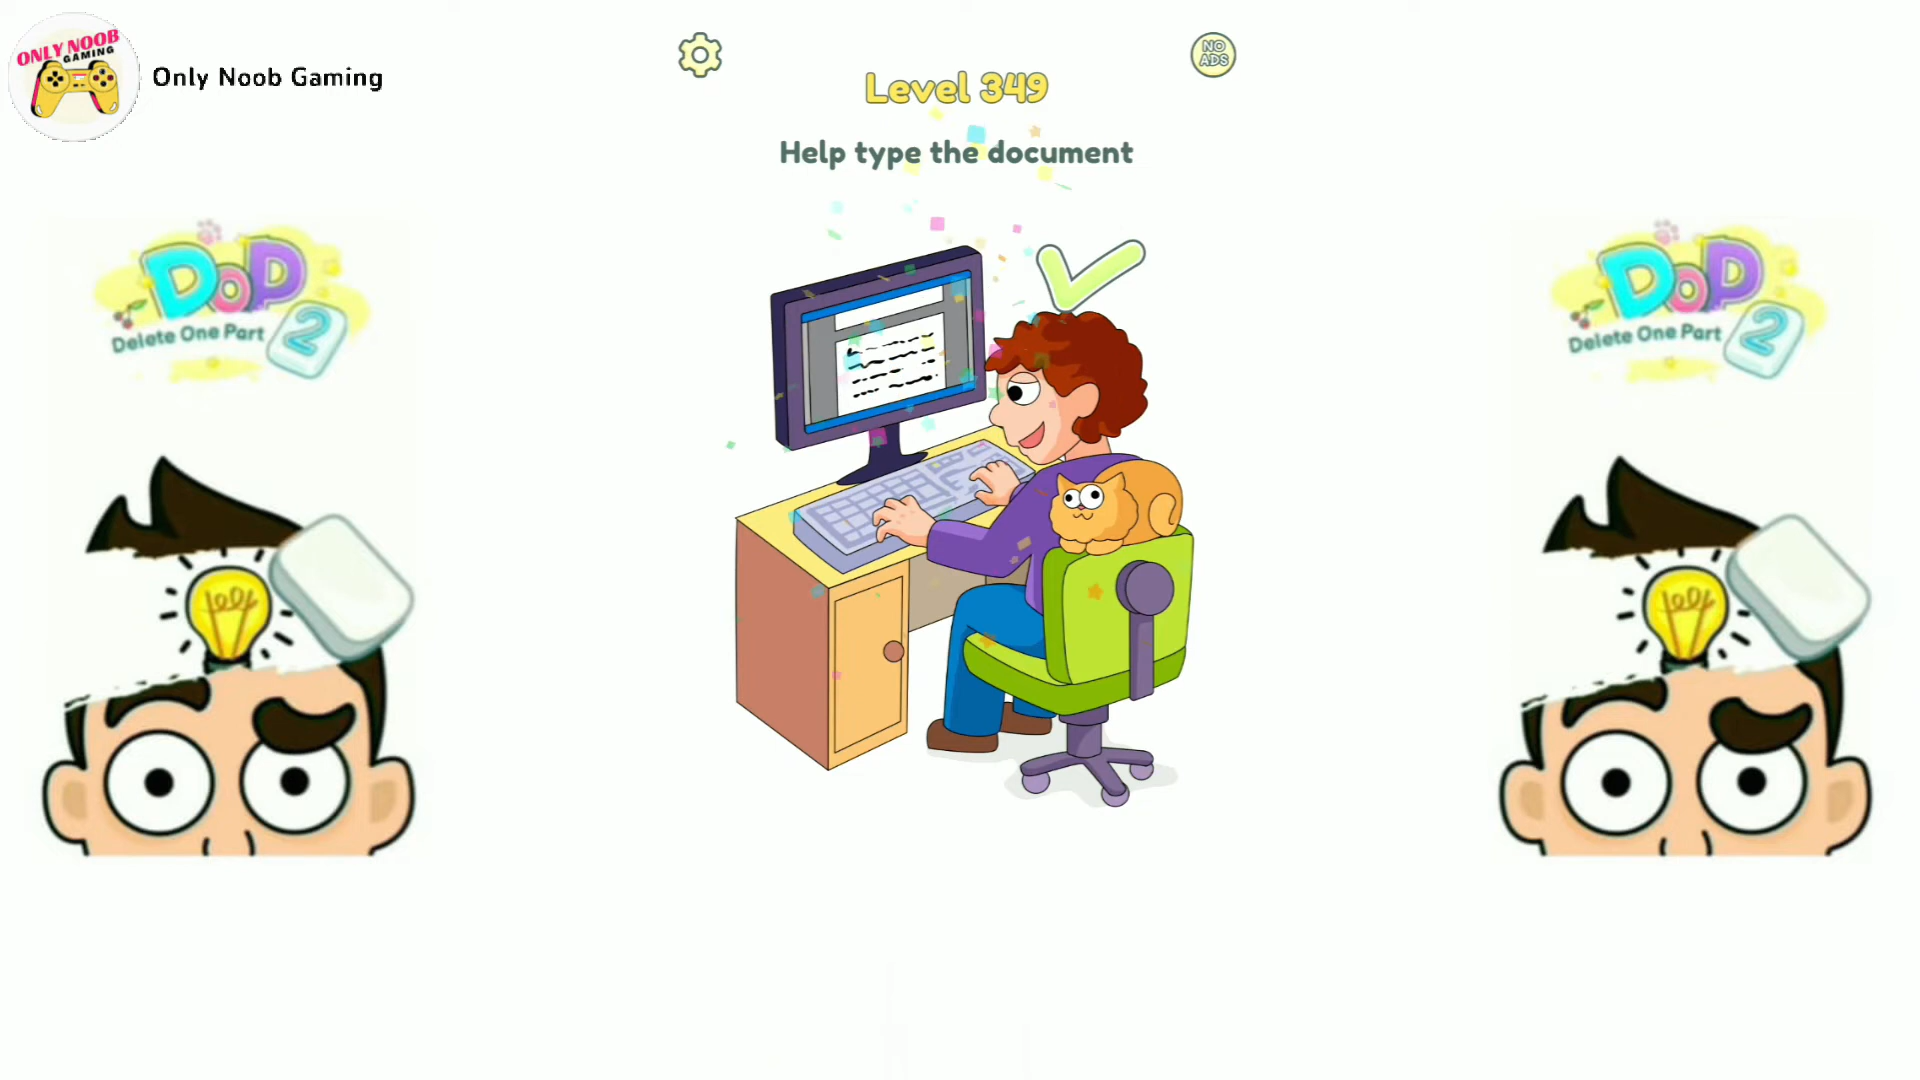 ONLY NOOB
GAMING
Only Noob Gaming
NO
ADS
Level 349
Help type the document
DOP
Delete One Part
2
DOP
Delete One Part
2